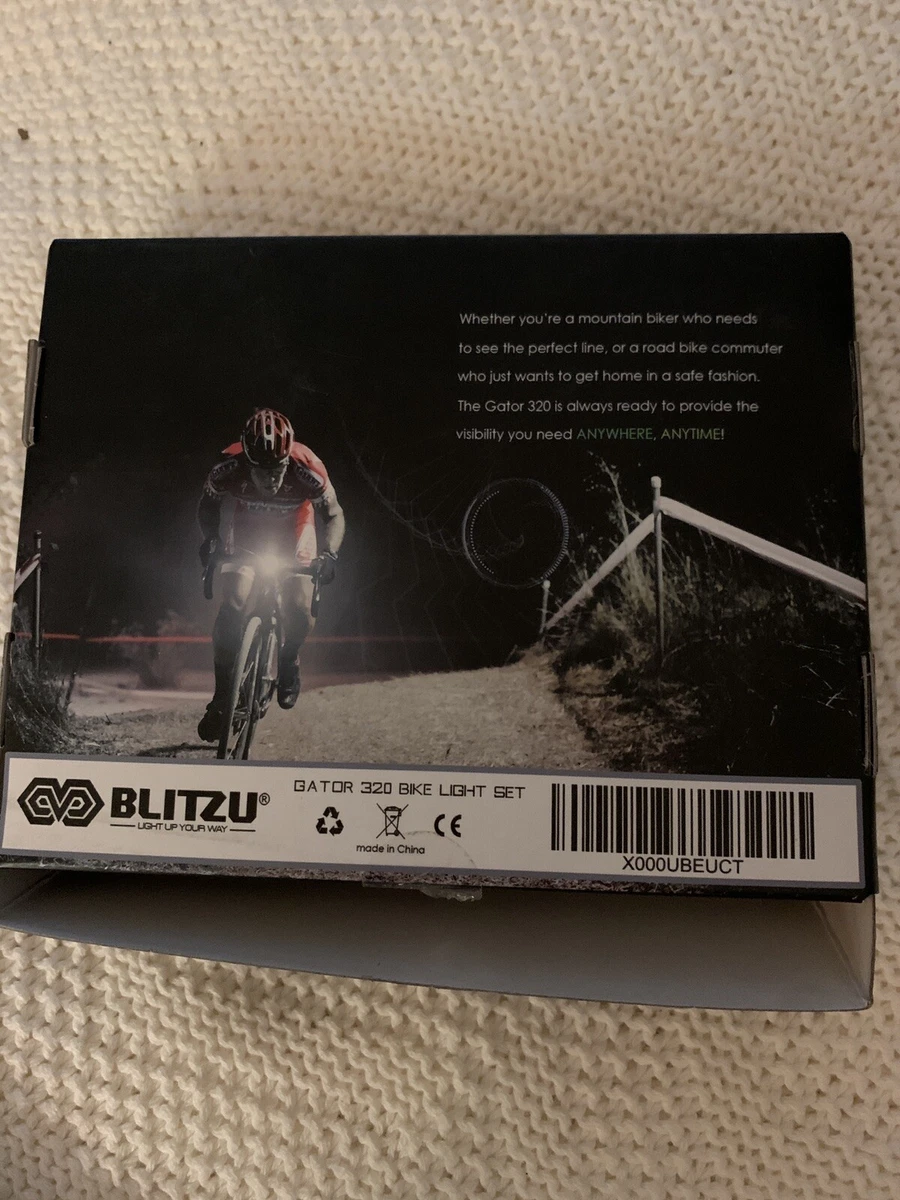 Whether you're a mountain biker who needs
to see the perfect line, or a road bike commuter
who just wants to get home in a safe fashion.
The Gator 320 is always ready to provide the
visibility you need ANYWHERE, ANYTIME!
BLITZU®
LIGHT UP YOUR WAY
GATOR 320 BIKE LIGHT SET
CE
made in China
X000UBEUCT